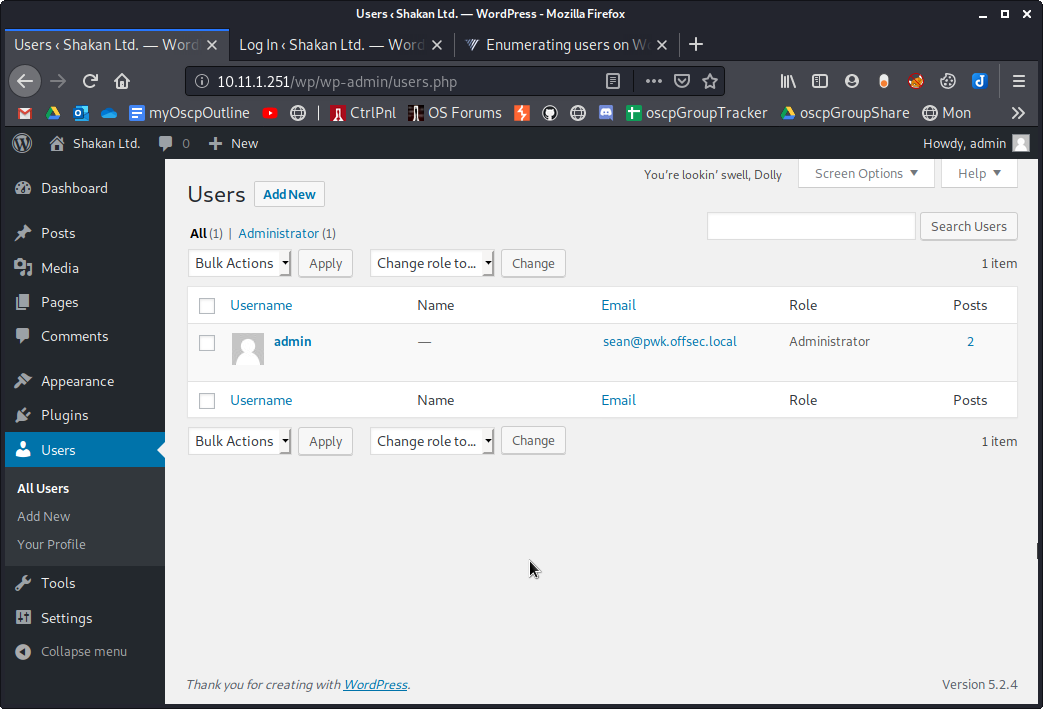 Users ‹ Shakan Ltd. — WordPress - Mozilla Firefox
Users ‹ Shakan Ltd. — Word Log In ‹ Shakan Ltd. — Word Enumerating users on W
10.11.1.251/wp/wp-admin/users.php
myOscpOutline CtrlPnl OS Forums oscpGroupTracker oscpGroupShare Mon
Shakan Ltd. 0 New Howdy, admin
You're lookin' swell, Dolly Screen Options Help
Dashboard
Posts
Media
Pages
Comments
Appearance
Plugins
Users
All Users
Add New
Your Profile
Tools
Settings
Collapse menu
Users Add New
All (1) | Administrator (1)
Search Users
Bulk Actions Apply Change role to... Change 1 item
Username Name Email Role Posts
admin — sean@pwk.offsec.local Administrator 2
Username Name Email Role Posts
Bulk Actions Apply Change role to... Change 1 item
Thank you for creating with WordPress. Version 5.2.4